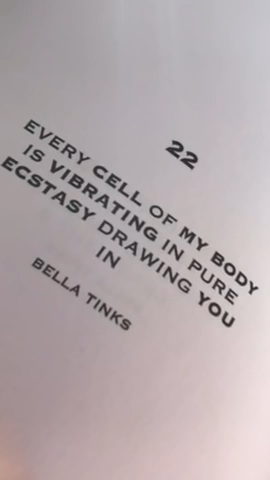 22
EVERY CELL OF MY BODY
IS VIBRATING IN PURE
ECSTASY DRAWING YOU
IN
BELLA TINKS